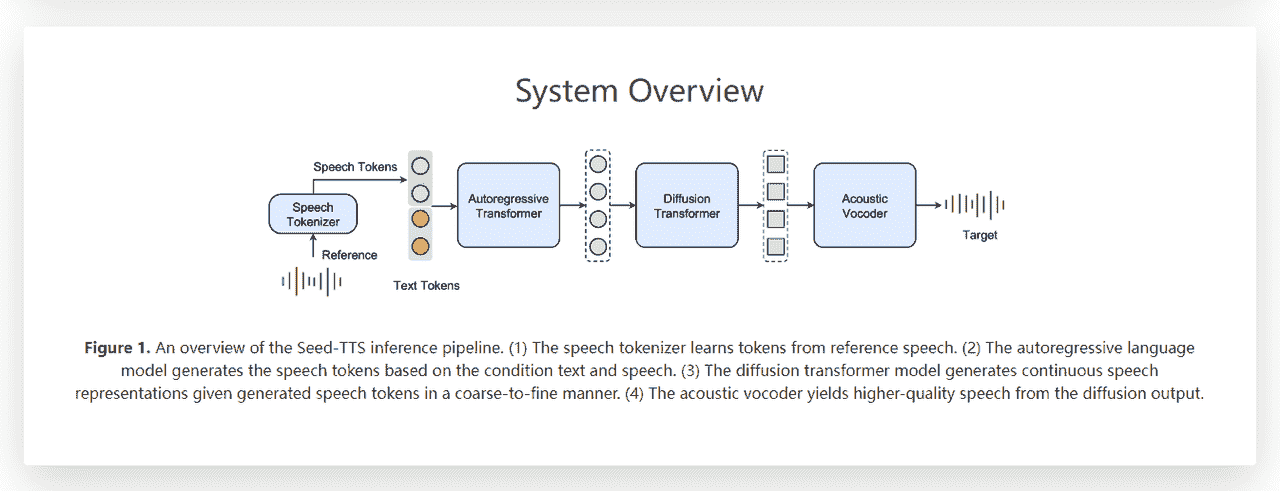 System Overview
Speech Tokens
Speech
Tokenizer
Reference
Text Tokens
Autoregressive
Transformer
Diffusion
Transformer
Acoustic
Vocoder
Target
Figure 1. An overview of the Seed-TTS inference pipeline. (1) The speech tokenizer learns tokens from reference speech. (2) The autoregressive language
model generates the speech tokens based on the condition text and speech. (3) The diffusion transformer model generates continuous speech
representations given generated speech tokens in a coarse-to-fine manner. (4) The acoustic vocoder yields higher-quality speech from the diffusion output.